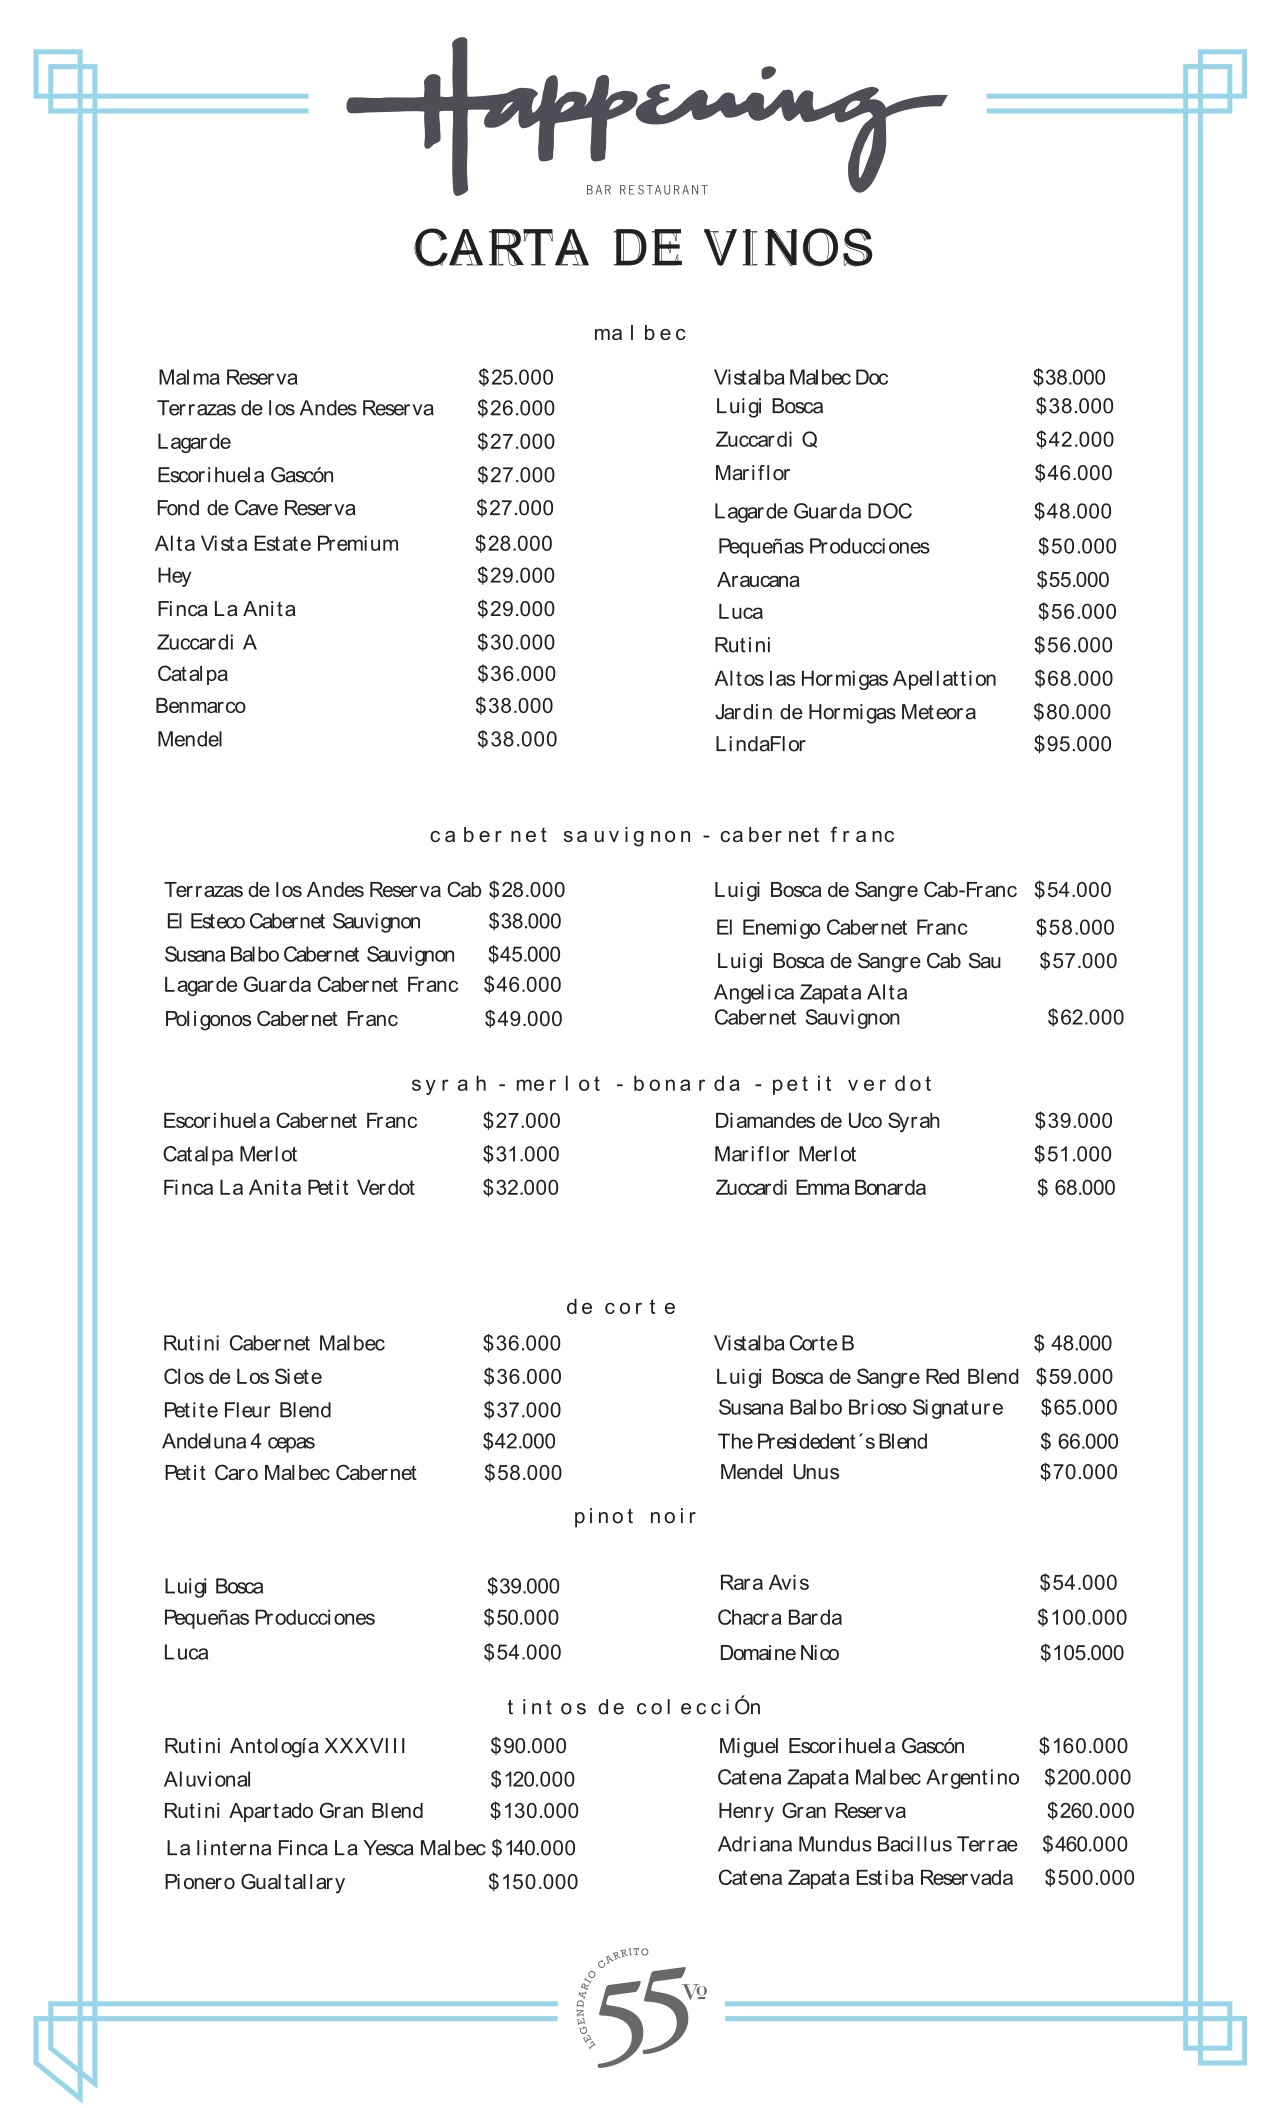 Happening
BAR RESTAURANT
CARTA DE VINOS
malbec
Malma Reserva $25.000
Terrazas de los Andes Reserva $26.000
Lagarde $27.000
Escorihuela Gascón $27.000
Fond de Cave Reserva $27.000
Alta Vista Estate Premium $28.000
Hey $29.000
Finca La Anita $29.000
Zuccardi A $30.000
Catalpa $36.000
Benmarco $38.000
Mendel $38.000
Vistalba Malbec Doc $38.000
Luigi Bosca $38.000
Zuccardi Q $42.000
Mariflor $46.000
Lagarde Guarda DOC $48.000
Pequeñas Producciones $50.000
Araucana $55.000
Luca $56.000
Rutini $56.000
Altos las Hormigas Apellattion $68.000
Jardin de Hormigas Meteora $80.000
LindaFlor $95.000
cabernet sauvignon - cabernet franc
Terrazas de los Andes Reserva Cab $28.000
El Esteco Cabernet Sauvignon $38.000
Susana Balbo Cabernet Sauvignon $45.000
Lagarde Guarda Cabernet Franc $46.000
Poligonos Cabernet Franc $49.000
Luigi Bosca de Sangre Cab-Franc $54.000
El Enemigo Cabernet Franc $58.000
Luigi Bosca de Sangre Cab Sau $57.000
Angelica Zapata Alta
Cabernet Sauvignon $62.000
syrah - merlot - bonarda - petit verdot
Escorihuela Cabernet Franc $27.000
Catalpa Merlot $31.000
Finca La Anita Petit Verdot $32.000
Diamandes de Uco Syrah $39.000
Mariflor Merlot $51.000
Zuccardi Emma Bonarda $ 68.000
de corte
Rutini Cabernet Malbec $36.000
Clos de Los Siete $36.000
Petite Fleur Blend $37.000
Andeluna 4 cepas $42.000
Petit Caro Malbec Cabernet $58.000
Vistalba Corte B $ 48.000
Luigi Bosca de Sangre Red Blend $59.000
Susana Balbo Brioso Signature $65.000
The Presidedent´s Blend $ 66.000
Mendel Unus $70.000
pinot noir
Luigi Bosca $39.000
Pequeñas Producciones $50.000
Luca $54.000
Rara Avis $54.000
Chacra Barda $100.000
Domaine Nico $105.000
tintos de colecciÓn
Rutini Antología XXXVIII $90.000
Aluvional $120.000
Rutini Apartado Gran Blend $130.000
La linterna Finca La Yesca Malbec $140.000
Pionero Gualtallary $150.000
Miguel Escorihuela Gascón $160.000
Catena Zapata Malbec Argentino $200.000
Henry Gran Reserva $260.000
Adriana Mundus Bacillus Terrae $460.000
Catena Zapata Estiba Reservada $500.000
LEGENDARIO CARRITO
55 Vº